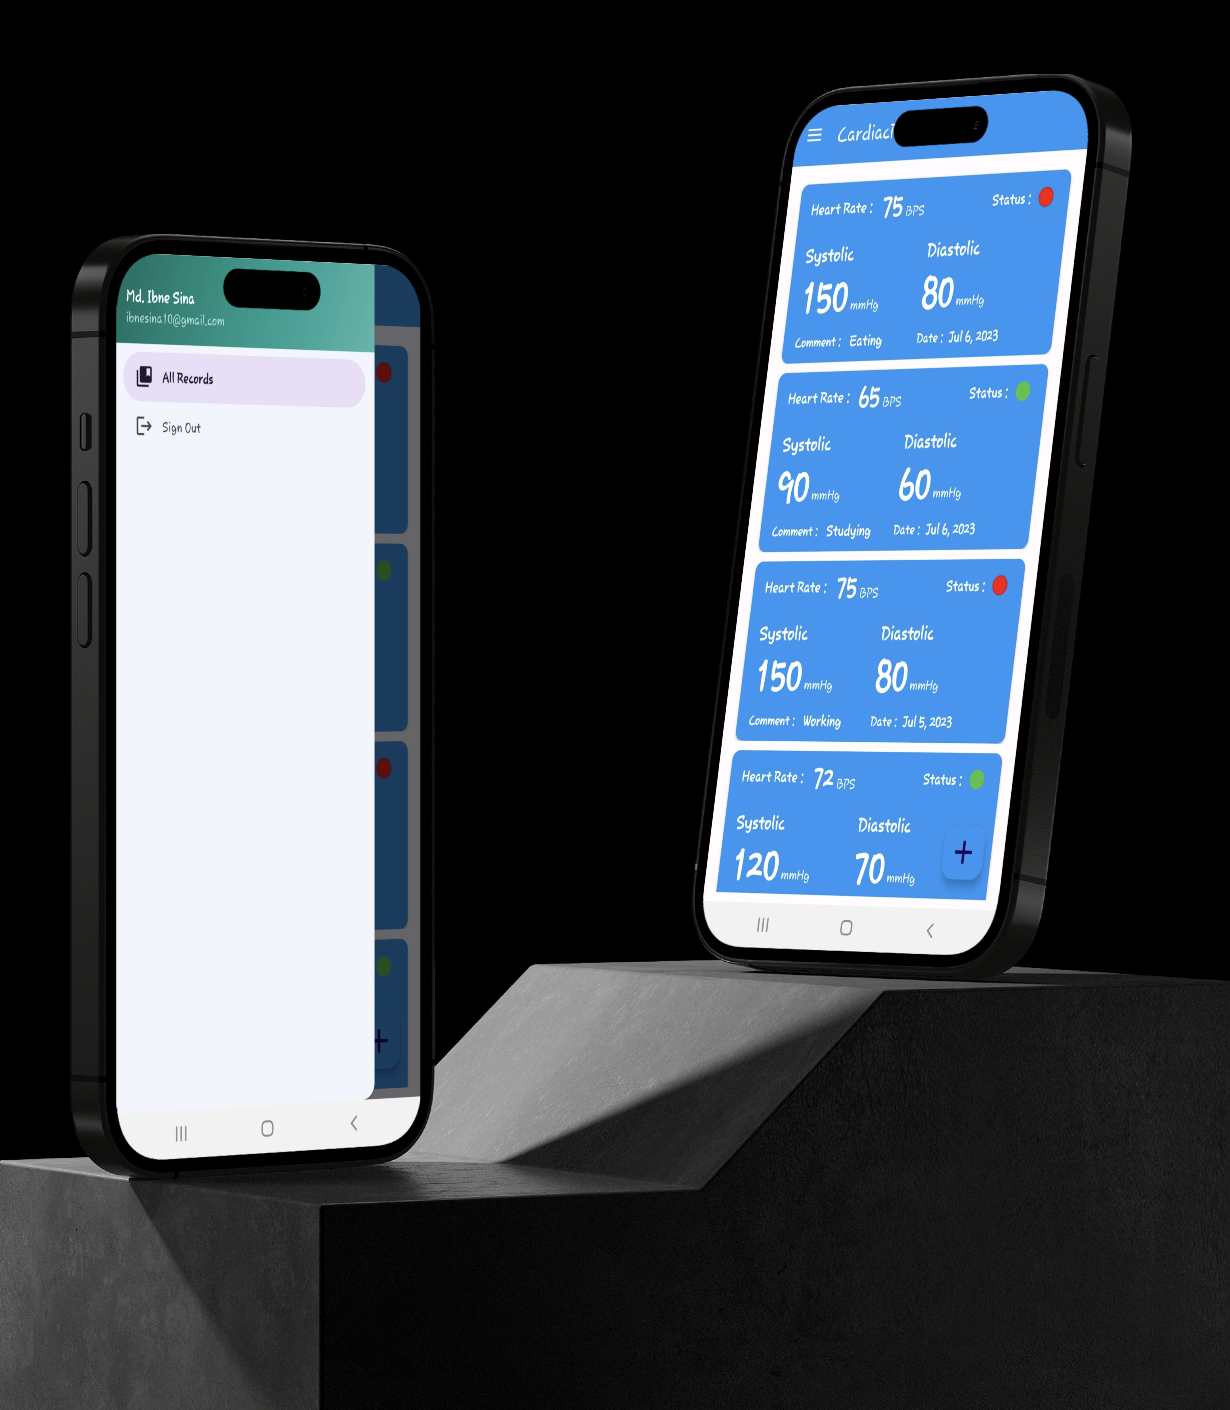 Md. Ibne Sina
ibnesina10@gmail.com
All Records
Sign Out
Heart Rate : 75 BPS Status :
Systolic Diastolic
150 mmHg 80 mmHg
Comment : Eating Date : Jul 6, 2023
Heart Rate : 65 BPS Status :
Systolic Diastolic
90 mmHg 60 mmHg
Comment : Studying Date : Jul 6, 2023
Heart Rate : 75 BPS Status :
Systolic Diastolic
150 mmHg 80 mmHg
Comment : Working Date : Jul 5, 2023
Heart Rate : 72 BPS Status :
Systolic Diastolic
120 mmHg 70 mmHg
+